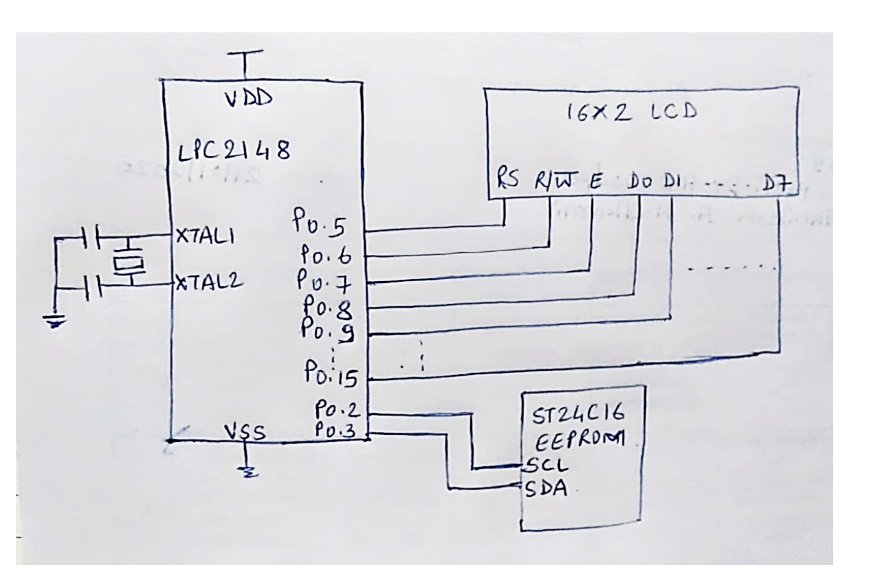 VDD
LPC2148
XTAL1
XTAL2
VSS
P0.5
P0.6
P0.7
P0.8
P0.9
P0.15
P0.2
P0.3
16X2 LCD
RS R/W̅ E D0 D1 ..... D7
ST24C16
EEPROM
SCL
SDA